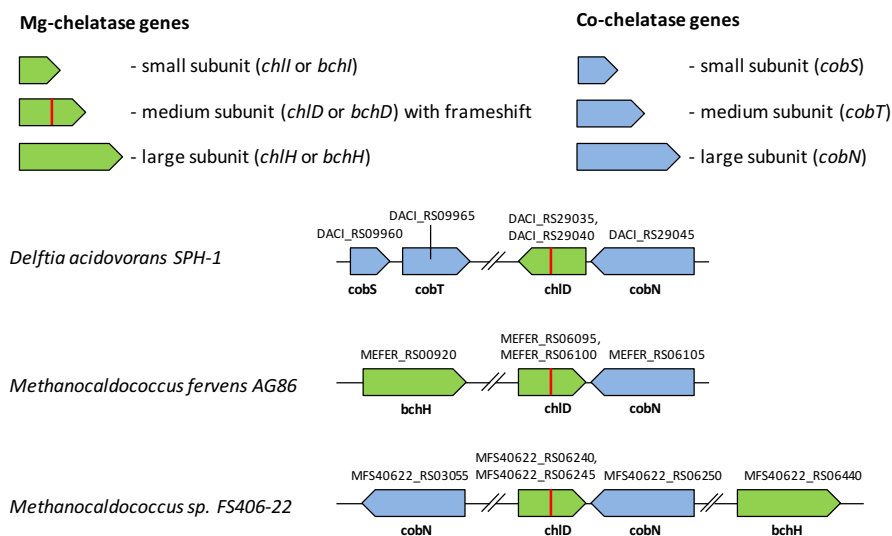 Mg-chelatase genes
- small subunit (chlI or bchI)
- medium subunit (chlD or bchD) with frameshift
- large subunit (chlH or bchH)
Co-chelatase genes
- small subunit (cobS)
- medium subunit (cobT)
- large subunit (cobN)
Delftia acidovorans SPH-1
DACI_RS09960
DACI_RS09965
DACI_RS29035,
DACI_RS29040
DACI_RS29045
cobS
cobT
chlD
cobN
Methanocaldococcus fervens AG86
MEFER_RS00920
MEFER_RS06095,
MEFER_RS06100
MEFER_RS06105
bchH
chlD
cobN
Methanocaldococcus sp. FS406-22
MFS40622_RS03055
MFS40622_RS06240,
MFS40622_RS06245
MFS40622_RS06250
MFS40622_RS06440
cobN
chlD
cobN
bchH